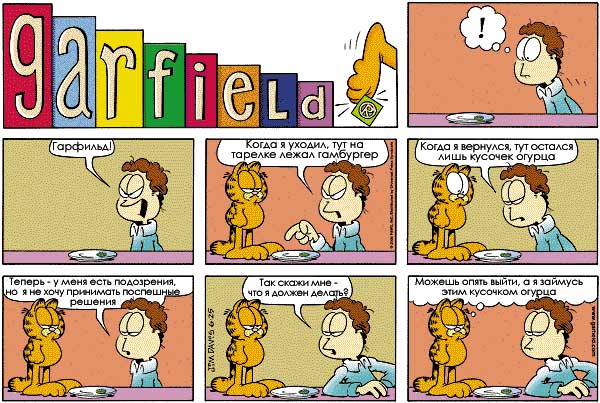 garfield
!
Гарфильд!
Когда я уходил, тут на
тарелке лежал гамбургер
Когда я вернулся, тут остался
лишь кусочек огурца
Теперь - у меня есть подозрения,
но я не хочу принимать поспешные
решения
Так скажи мне -
что я должен делать?
JIM DAVIS 6-25
Можешь опять выйти, а я займусь
этим кусочком огурца